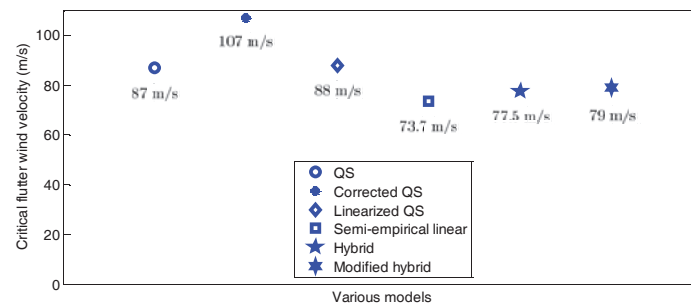 Critical flutter wind velocity (m/s)
100
80
60
40
20
0
87 m/s
107 m/s
88 m/s
73.7 m/s
77.5 m/s
79 m/s
QS
Corrected QS
Linearized QS
Semi-empirical linear
Hybrid
Modified hybrid
Various models